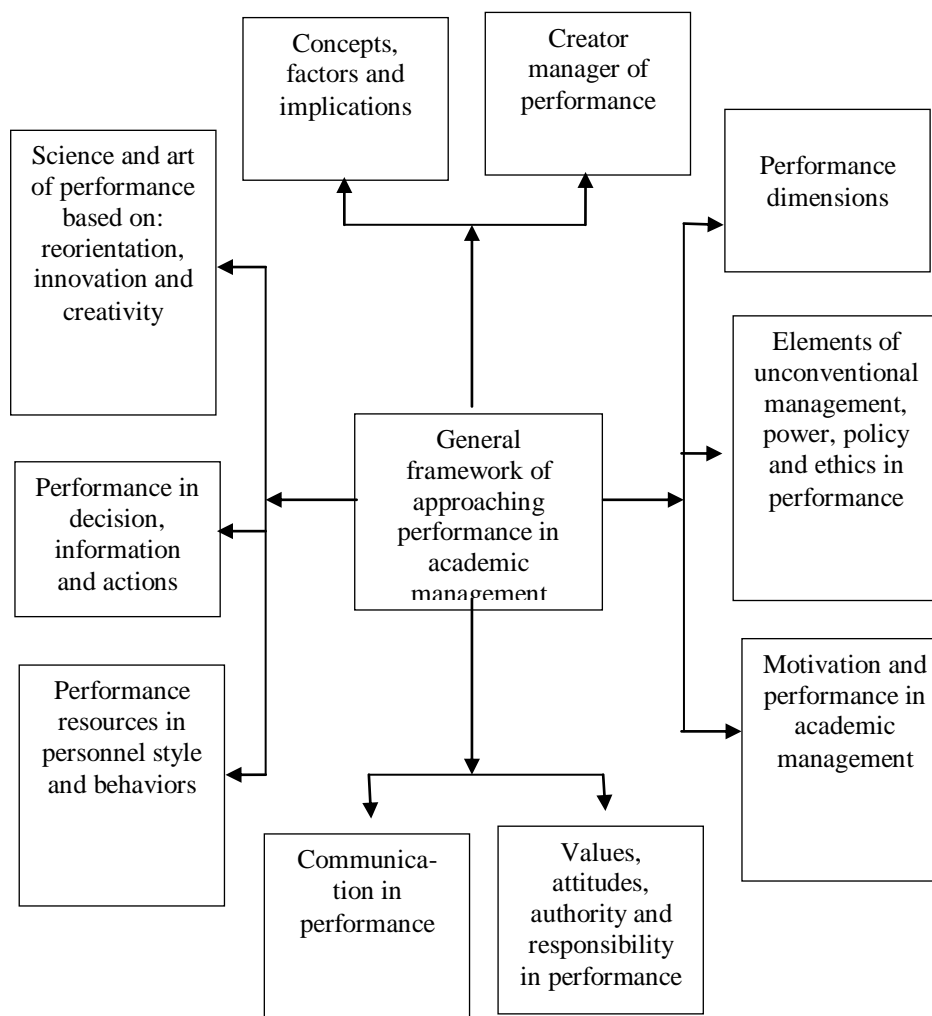 Concepts,
factors and
implications
Creator
manager of
performance
Science and art
of performance
based on:
reorientation,
innovation and
creativity
Performance
dimensions
Elements of
unconventional
management,
power, policy
and ethics in
performance
General
framework of
approaching
performance in
academic
management
Performance in
decision,
information
and actions
Performance
resources in
personnel style
and behaviors
Motivation and
performance in
academic
management
Communica-
tion in
performance
Values,
attitudes,
authority and
responsibility
in performance